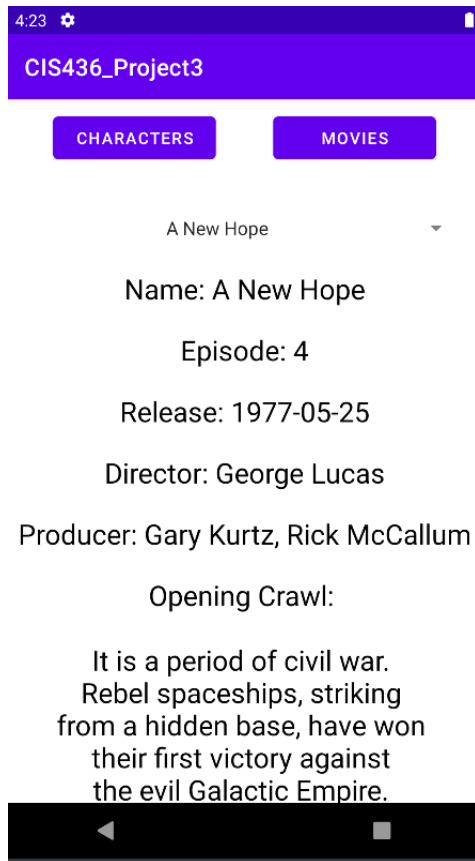 4:23
CIS436_Project3
CHARACTERS
MOVIES
A New Hope
Name: A New Hope
Episode: 4
Release: 1977-05-25
Director: George Lucas
Producer: Gary Kurtz, Rick McCallum
Opening Crawl:
It is a period of civil war.
Rebel spaceships, striking
from a hidden base, have won
their first victory against
the evil Galactic Empire.